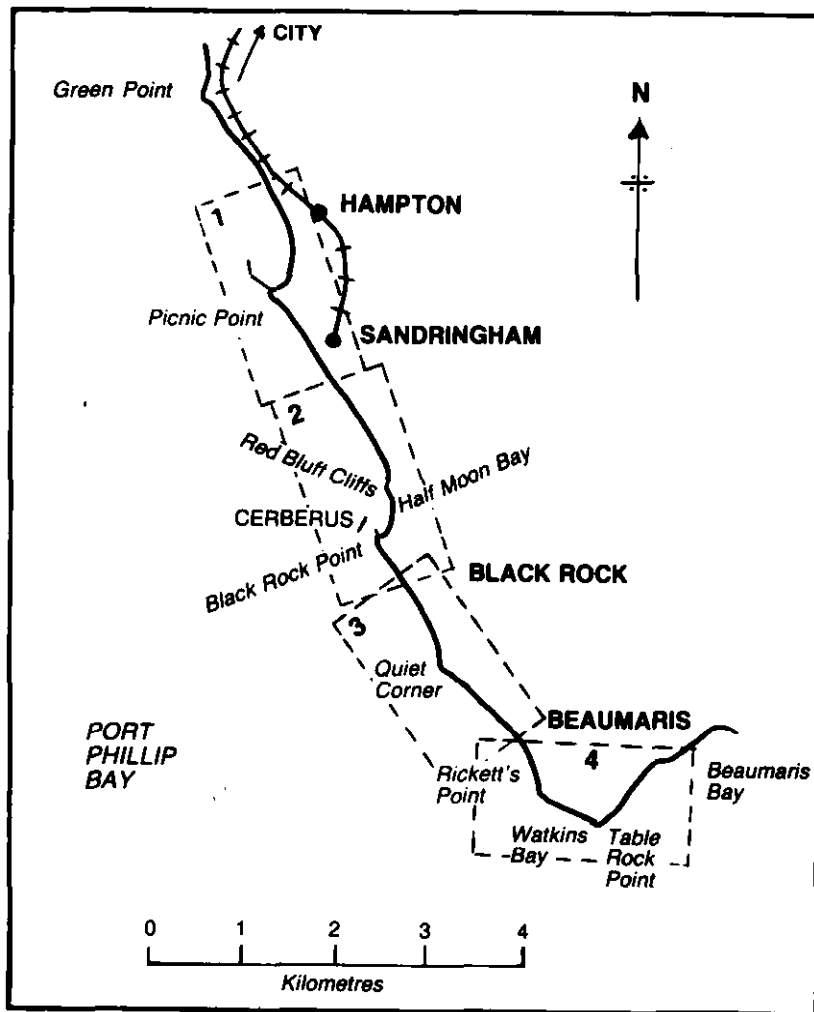 CITY
Green Point
N
1
HAMPTON
Picnic Point
SANDRINGHAM
2
Red Bluff Cliffs
Half Moon Bay
CERBERUS
Black Rock Point
BLACK ROCK
3
Quiet
Corner
BEAUMARIS
PORT
PHILLIP
BAY
4
Rickett's
Point
Beaumaris
Bay
Watkins
Bay
Table
Rock
Point
0 1 2 3 4
Kilometres